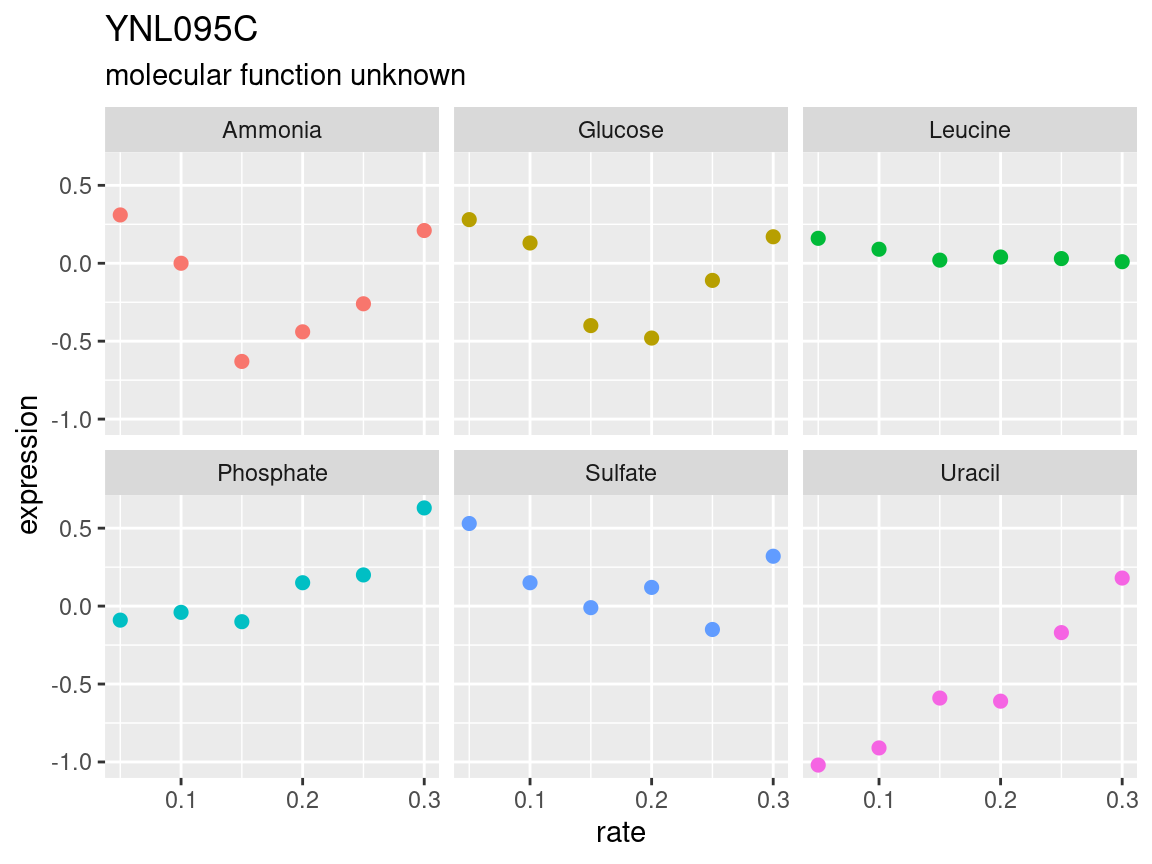 YNL095C
molecular function unknown
Ammonia Glucose Leucine
0.5
0.0
-0.5
-1.0
Phosphate Sulfate Uracil
0.5
0.0
-0.5
-1.0
0.1 0.2 0.3 0.1 0.2 0.3 0.1 0.2 0.3
rate
expression